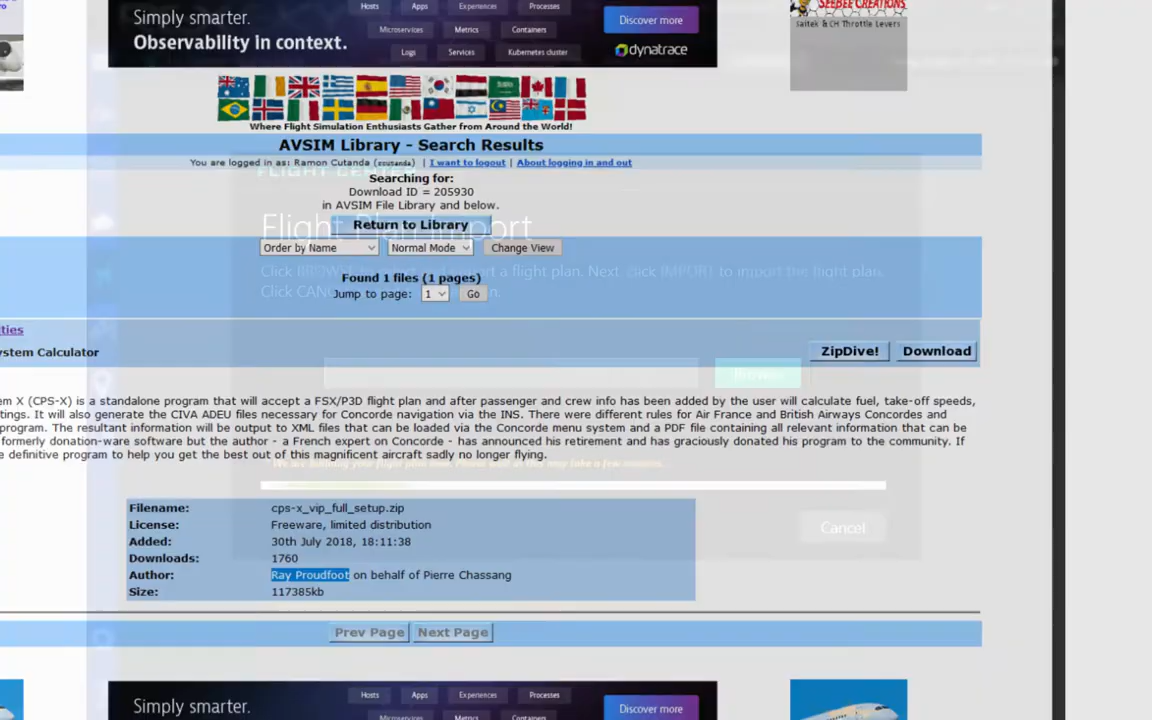 Simply smarter.
Observability in context.
Hosts Apps Experiences Processes
Microservices Metrics Containers
Logs Services Kubernetes cluster
Discover more
dynatrace
SEEBEE CREATIONS
Saitek & CH Throttle Levers
Where Flight Simulation Enthusiasts Gather from Around the World!
AVSIM Library - Search Results
You are logged in as: Ramon Cutanda (rcutanda) | I want to logout | About logging in and out
FLIGHT CENTER
Searching for:
Download ID = 205930
in AVSIM File Library and below.
Return to Library
Flight Plan Import
Order by Name Normal Mode Change View
Found 1 files (1 pages)
Jump to page: 1 Go
ties
ystem Calculator
ZipDive! Download
Browse
m X (CPS-X) is a standalone program that will accept a FSX/P3D flight plan and after passenger and crew info has been added by the user will calculate fuel, take-off speeds,
tings. It will also generate the CIVA ADEU files necessary for Concorde navigation via the INS. There were different rules for Air France and British Airways Concordes and
program. The resultant information will be output to XML files that can be loaded via the Concorde menu system and a PDF file containing all relevant information that can be
formerly donation-ware software but the author - a French expert on Concorde - has announced his retirement and has graciously donated his program to the community. If
e definitive program to help you get the best out of this magnificent aircraft sadly no longer flying.
Filename: cps-x_vip_full_setup.zip
License: Freeware, limited distribution
Added: 30th July 2018, 18:11:38
Downloads: 1760
Author: Ray Proudfoot on behalf of Pierre Chassang
Size: 117385kb
Cancel
Prev Page Next Page
Simply smarter.
Hosts Apps Experiences Processes
Microservices Metrics Containers
Discover more